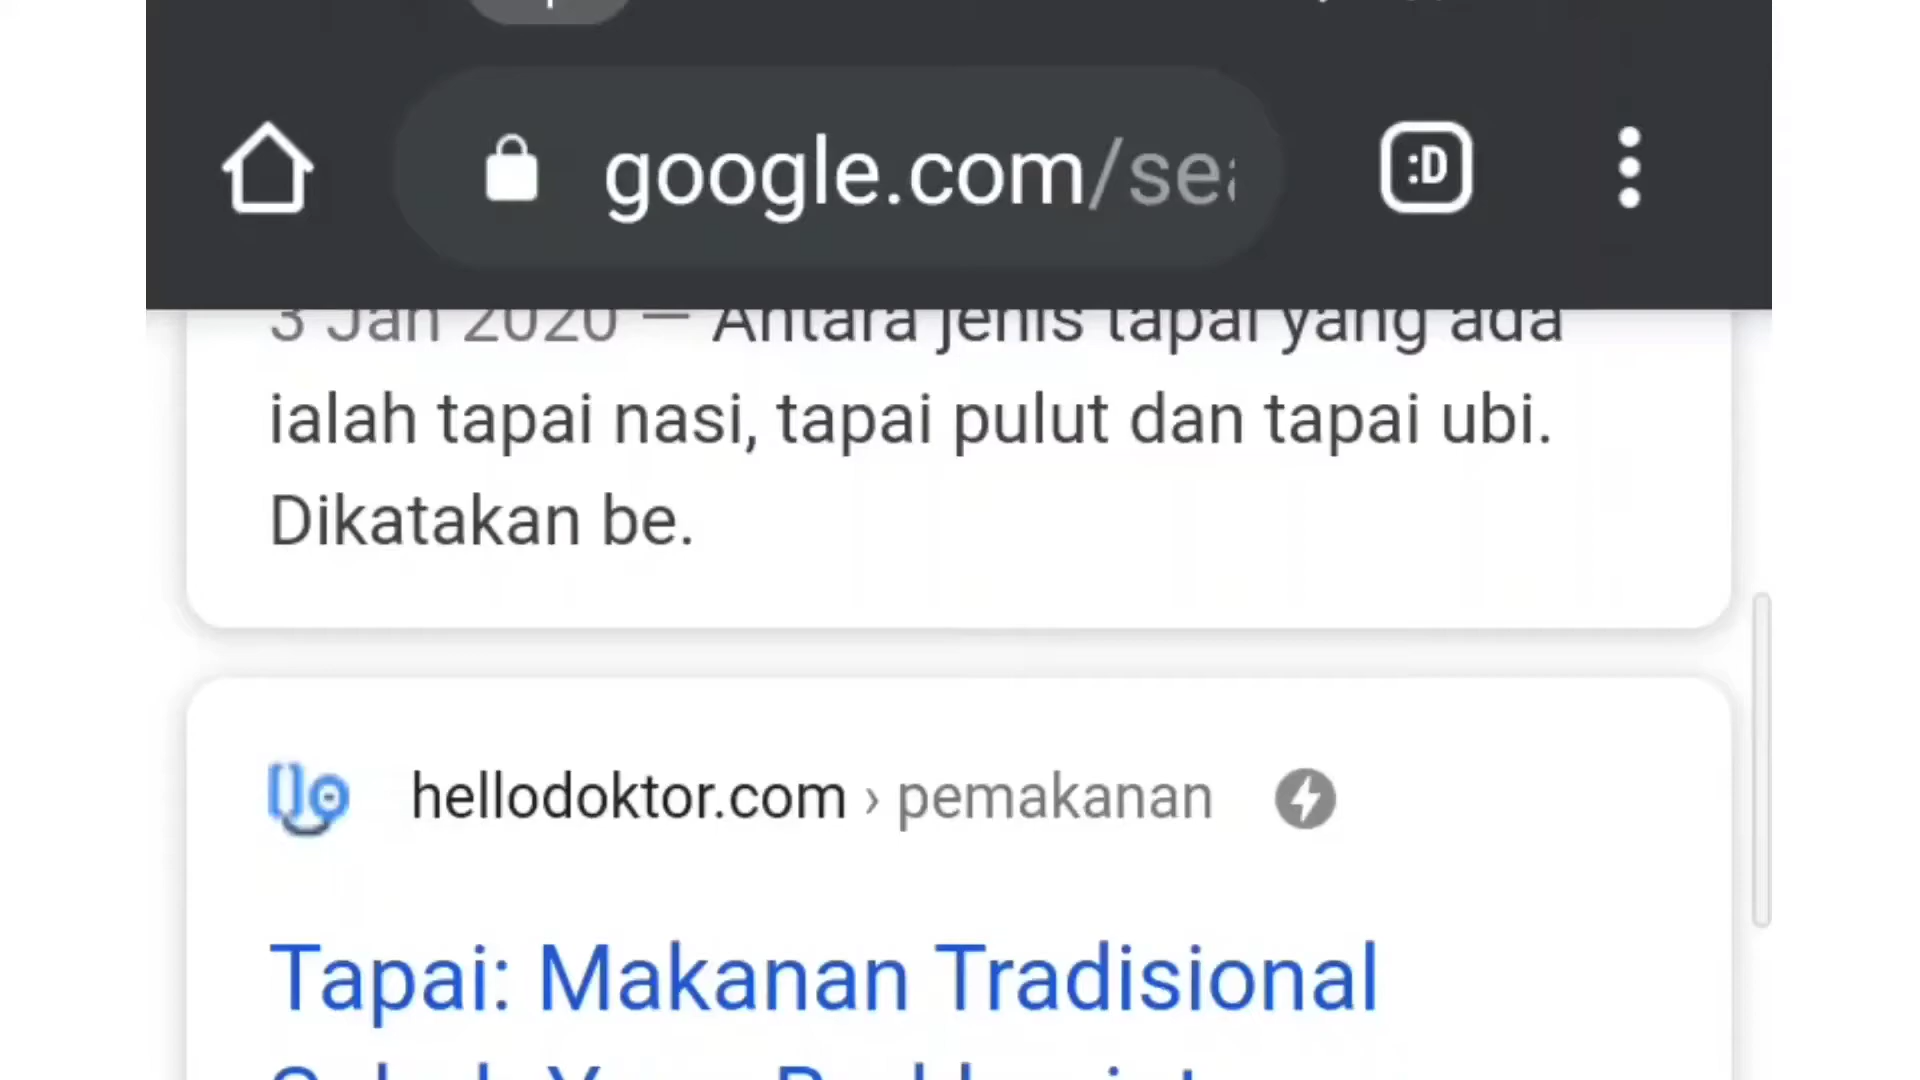 google.com/sea
:D
3 Jan 2020 — Antara jenis tapai yang ada
ialah tapai nasi, tapai pulut dan tapai ubi.
Dikatakan be.
hellodoktor.com › pemakanan
Tapai: Makanan Tradisional